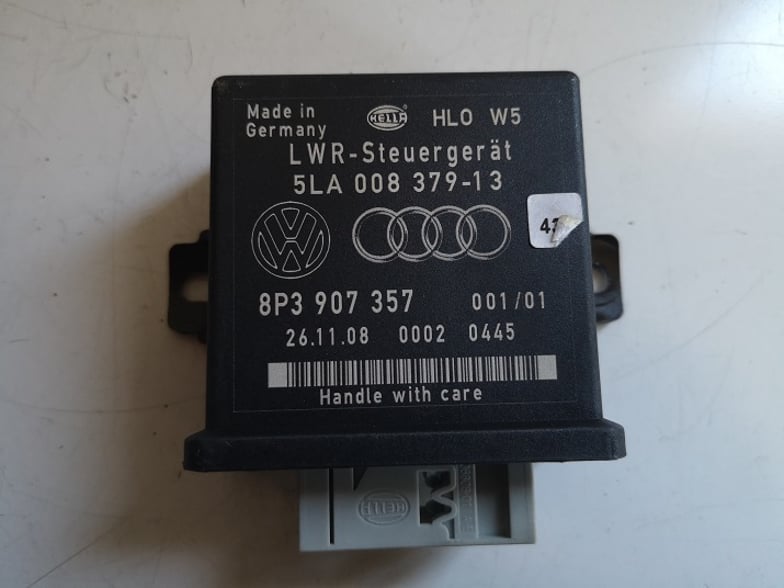 Made in
Germany
HELLA
HLO W5
LWR-Steuergerät
5LA 008 379-13
8P3 907 357 001/01
26.11.08 0002 0445
Handle with care
HELLA